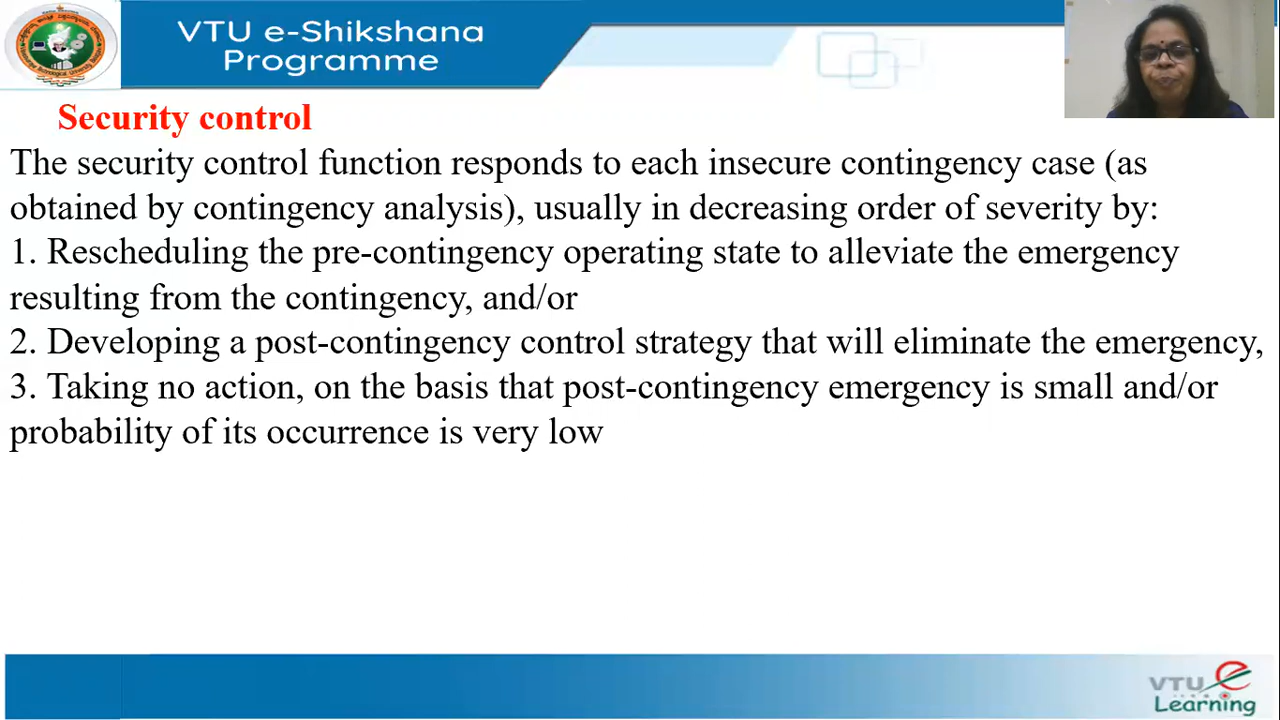 VTU e-Shikshana
Programme
Security control
The security control function responds to each insecure contingency case (as
obtained by contingency analysis), usually in decreasing order of severity by:
1. Rescheduling the pre-contingency operating state to alleviate the emergency
resulting from the contingency, and/or
2. Developing a post-contingency control strategy that will eliminate the emergency,
3. Taking no action, on the basis that post-contingency emergency is small and/or
probability of its occurrence is very low
VTU e
Learning